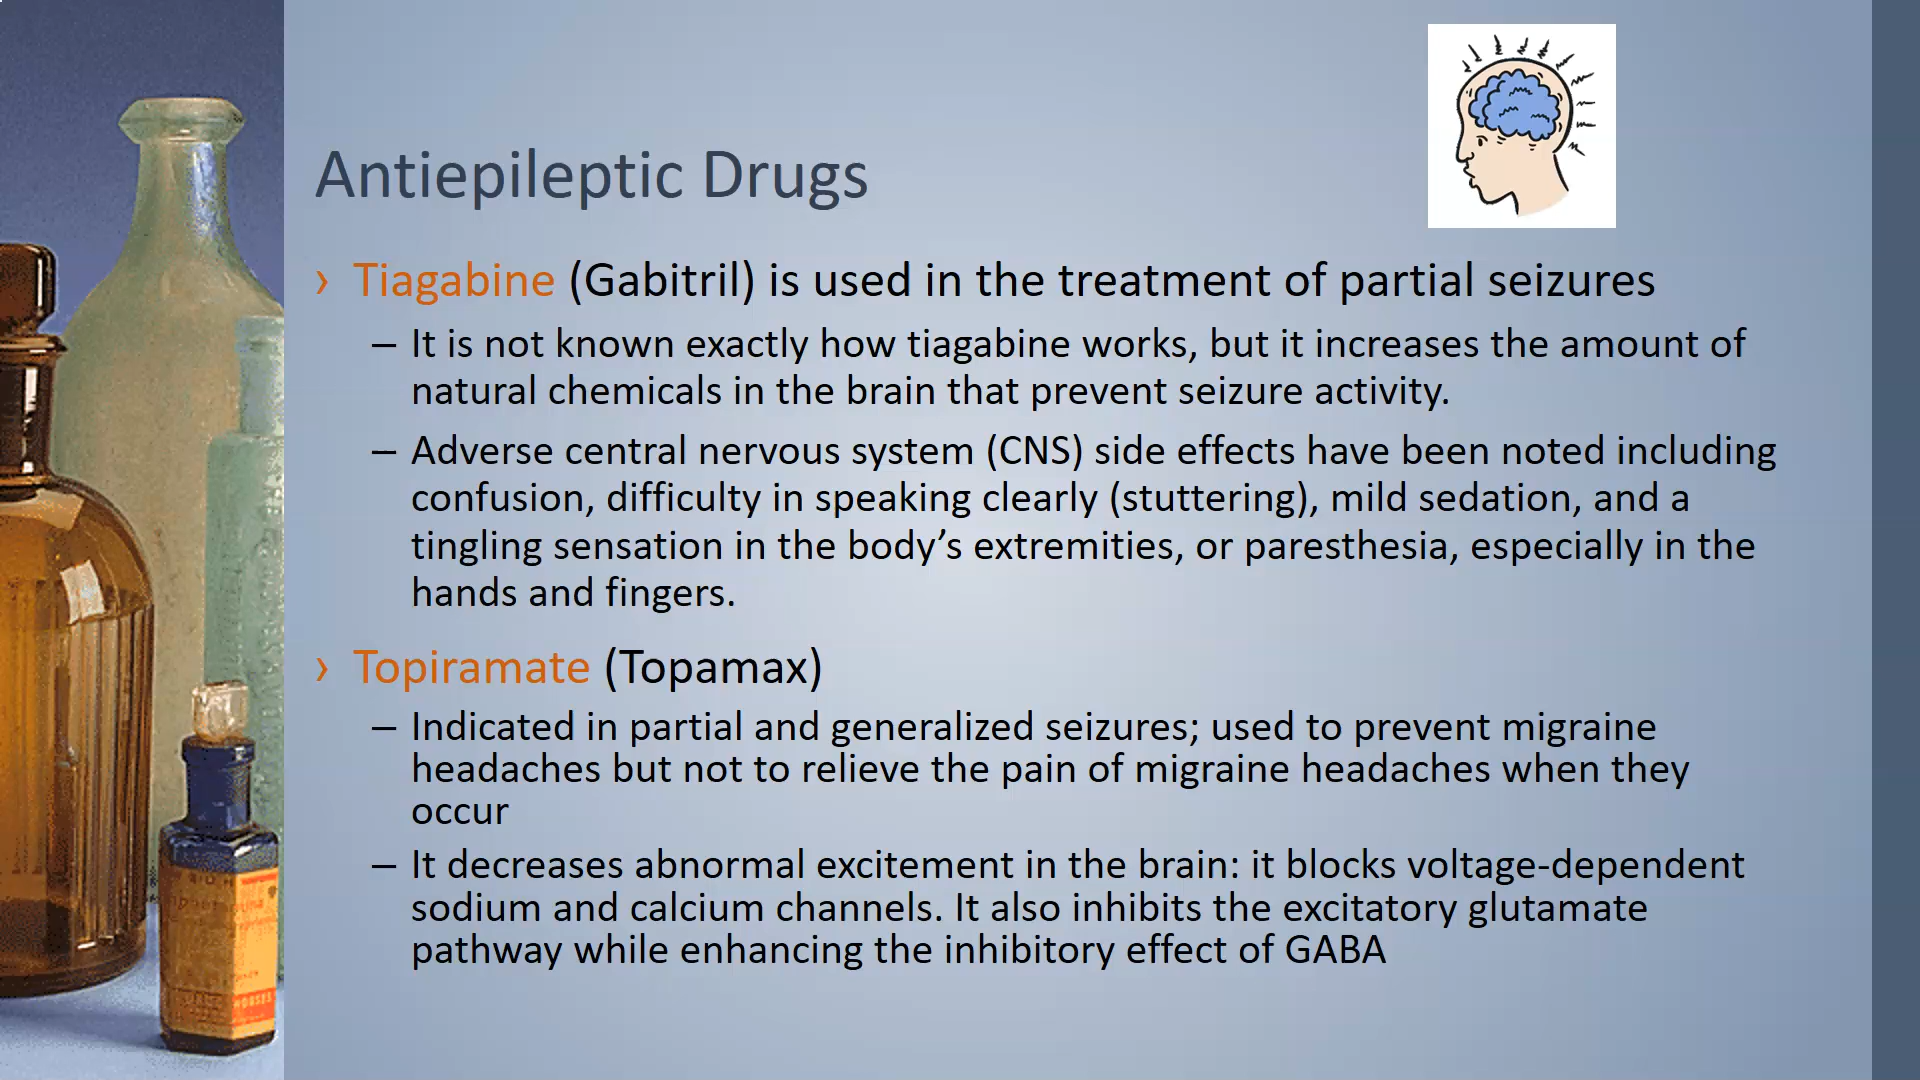 Antiepileptic Drugs
› Tiagabine (Gabitril) is used in the treatment of partial seizures
– It is not known exactly how tiagabine works, but it increases the amount of
natural chemicals in the brain that prevent seizure activity.
– Adverse central nervous system (CNS) side effects have been noted including
confusion, difficulty in speaking clearly (stuttering), mild sedation, and a
tingling sensation in the body’s extremities, or paresthesia, especially in the
hands and fingers.
› Topiramate (Topamax)
– Indicated in partial and generalized seizures; used to prevent migraine
headaches but not to relieve the pain of migraine headaches when they
occur
– It decreases abnormal excitement in the brain: it blocks voltage-dependent
sodium and calcium channels. It also inhibits the excitatory glutamate
pathway while enhancing the inhibitory effect of GABA